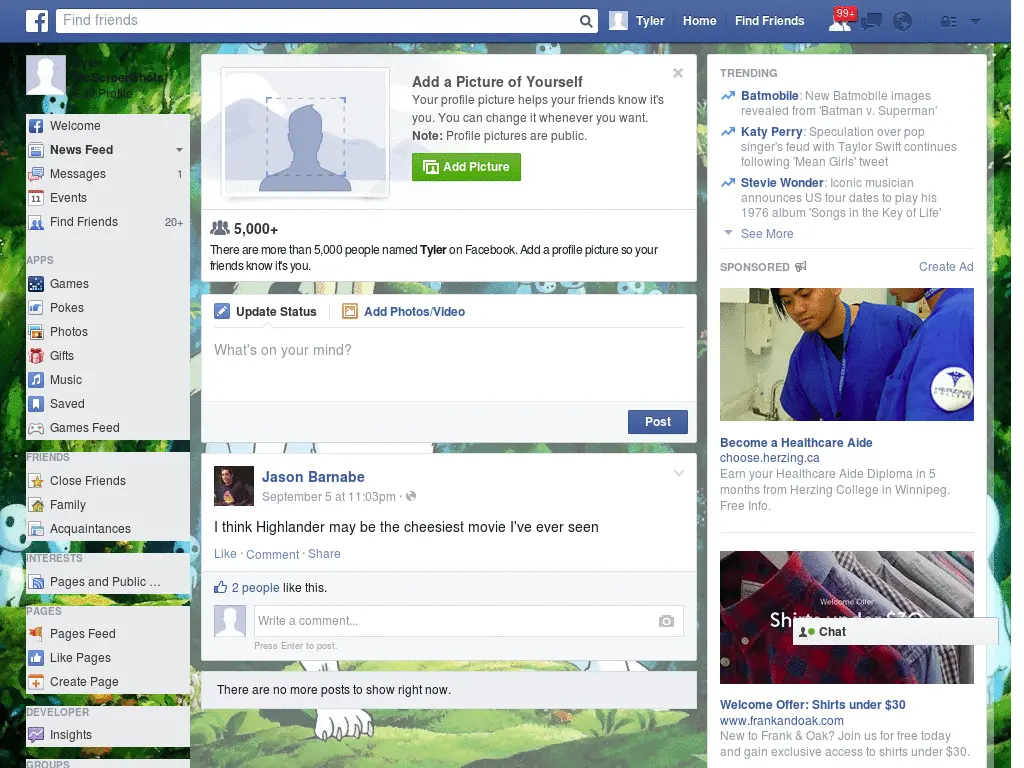 Find friends
Tyler
Home
Find Friends
99+
Tyler
McScreenshots
Edit Profile
Welcome
News Feed
Messages
1
Events
Find Friends
20+
APPS
Games
Pokes
Photos
Gifts
Music
Saved
Games Feed
FRIENDS
Close Friends
Family
Acquaintances
INTERESTS
Pages and Public ...
PAGES
Pages Feed
Like Pages
Create Page
DEVELOPER
Insights
GROUPS
Add a Picture of Yourself
Your profile picture helps your friends know it's
you. You can change it whenever you want.
Note: Profile pictures are public.
Add Picture
5,000+
There are more than 5,000 people named Tyler on Facebook. Add a profile picture so your
friends know it's you.
Update Status
Add Photos/Video
What's on your mind?
Post
Jason Barnabe
September 5 at 11:03pm ·
I think Highlander may be the cheesiest movie I've ever seen
Like · Comment · Share
2 people like this.
Write a comment...
Press Enter to post.
There are no more posts to show right now.
TRENDING
Batmobile: New Batmobile images
revealed from 'Batman v. Superman'
Katy Perry: Speculation over pop
singer's feud with Taylor Swift continues
following 'Mean Girls' tweet
Stevie Wonder: Iconic musician
announces US tour dates to play his
1976 album 'Songs in the Key of Life'
See More
SPONSORED
Create Ad
HERZING
COLLEGE
Become a Healthcare Aide
choose.herzing.ca
Earn your Healthcare Aide Diploma in 5
months from Herzing College in Winnipeg.
Free Info.
Welcome Offer
Shirts under $30
Chat
Welcome Offer: Shirts under $30
www.frankandoak.com
New to Frank & Oak? Join us for free today
and gain exclusive access to shirts under $30.